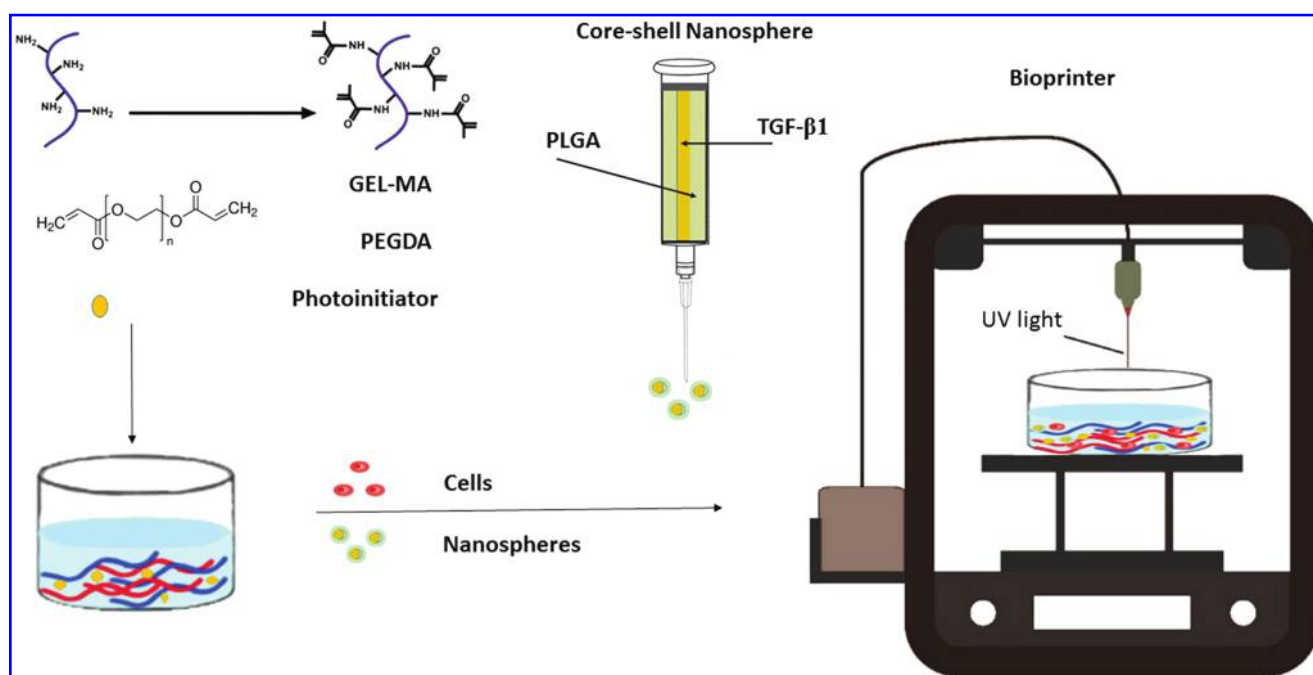 Core-shell Nanosphere
NH₂
NH₂
NH₂
NH₂
NH
O
NH
O
NH
O
NH
O
Bioprinter
TGF-β1
PLGA
GEL-MA
H₂C
O
O
O
n
O
CH₂
PEGDA
Photoinitiator
UV light
Cells
Nanospheres